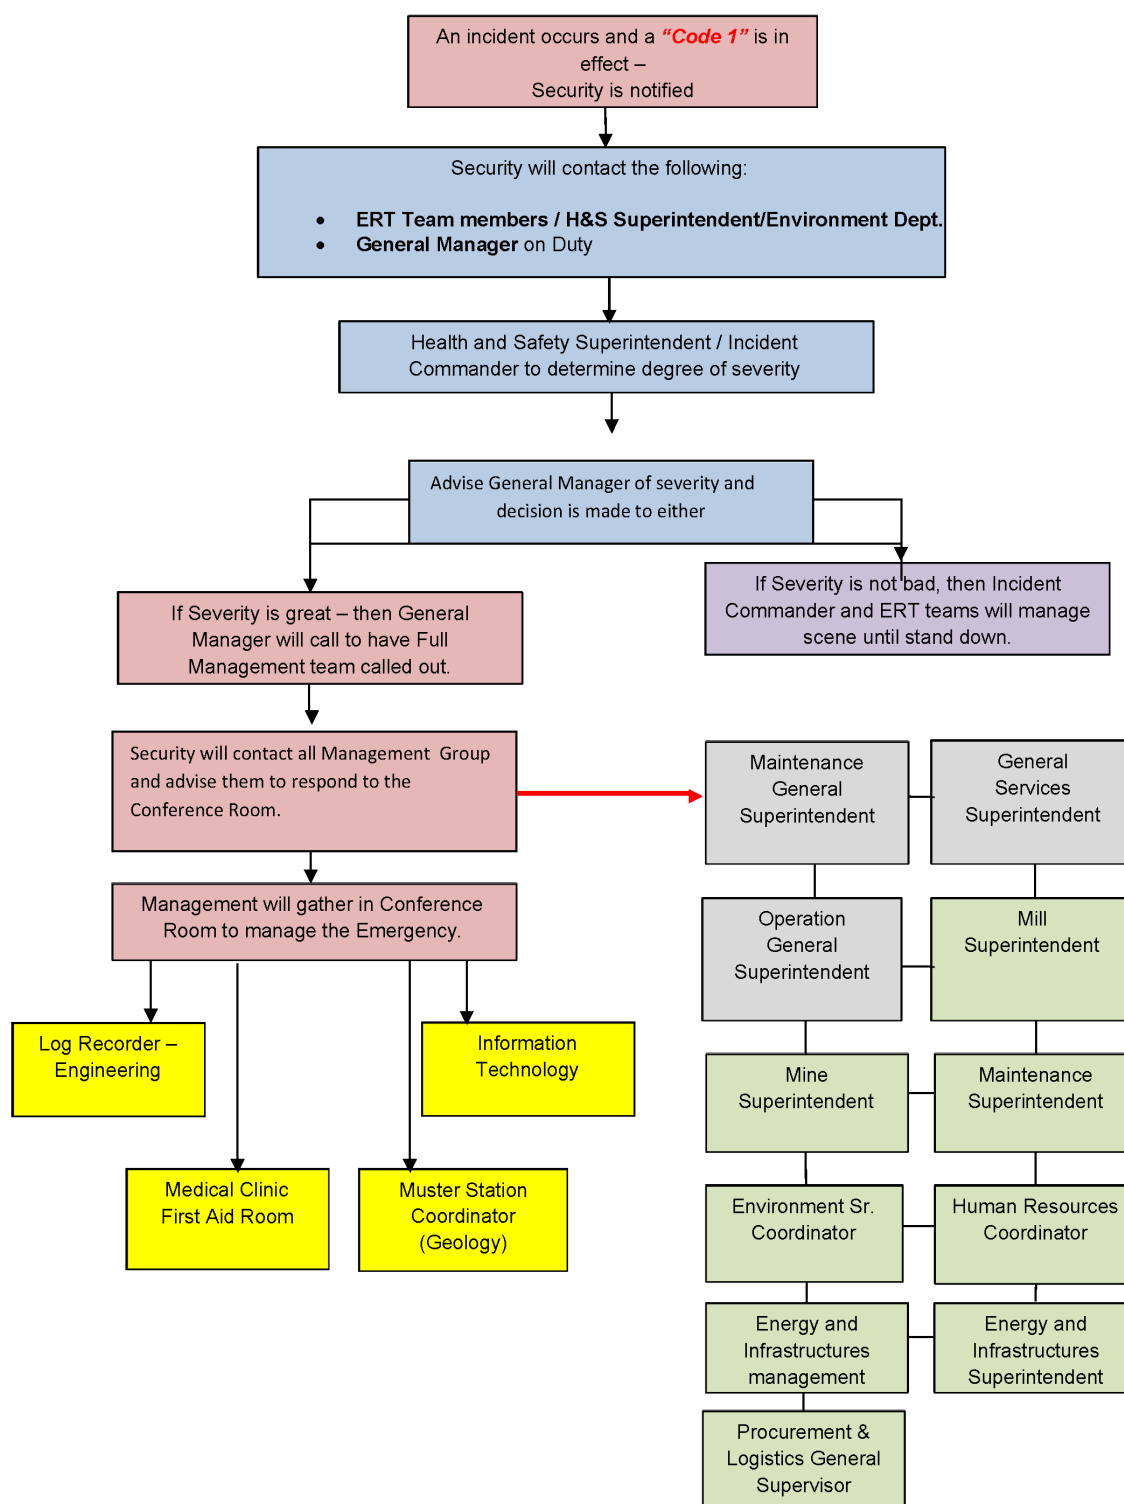 An incident occurs and a “Code 1” is in
effect –
Security is notified
Security will contact the following:
• ERT Team members / H&S Superintendent/Environment Dept.
• General Manager on Duty
Health and Safety Superintendent / Incident
Commander to determine degree of severity
Advise General Manager of severity and
decision is made to either
If Severity is great – then General
Manager will call to have Full
Management team called out.
If Severity is not bad, then Incident
Commander and ERT teams will manage
scene until stand down.
Security will contact all Management Group
and advise them to respond to the
Conference Room.
Management will gather in Conference
Room to manage the Emergency.
Log Recorder –
Engineering
Information
Technology
Medical Clinic
First Aid Room
Muster Station
Coordinator
(Geology)
Maintenance
General
Superintendent
General
Services
Superintendent
Operation
General
Superintendent
Mill
Superintendent
Mine
Superintendent
Maintenance
Superintendent
Environment Sr.
Coordinator
Human Resources
Coordinator
Energy and
Infrastructures
management
Energy and
Infrastructures
Superintendent
Procurement &
Logistics General
Supervisor